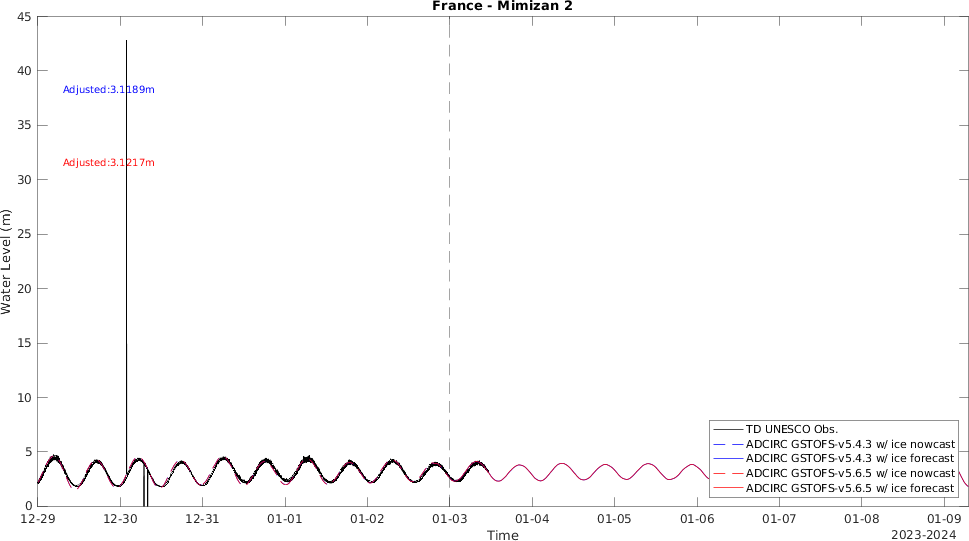 France - Mimizan 2
45
40
35
30
25
20
15
10
5
0
Water Level (m)
Adjusted:3.1189m
Adjusted:3.1217m
TD UNESCO Obs.
ADCIRC GSTOFS-v5.4.3 w/ ice nowcast
ADCIRC GSTOFS-v5.4.3 w/ ice forecast
ADCIRC GSTOFS-v5.6.5 w/ ice nowcast
ADCIRC GSTOFS-v5.6.5 w/ ice forecast
12-29 12-30 12-31 01-01 01-02 01-03 01-04 01-05 01-06 01-07 01-08 01-09
Time
2023-2024